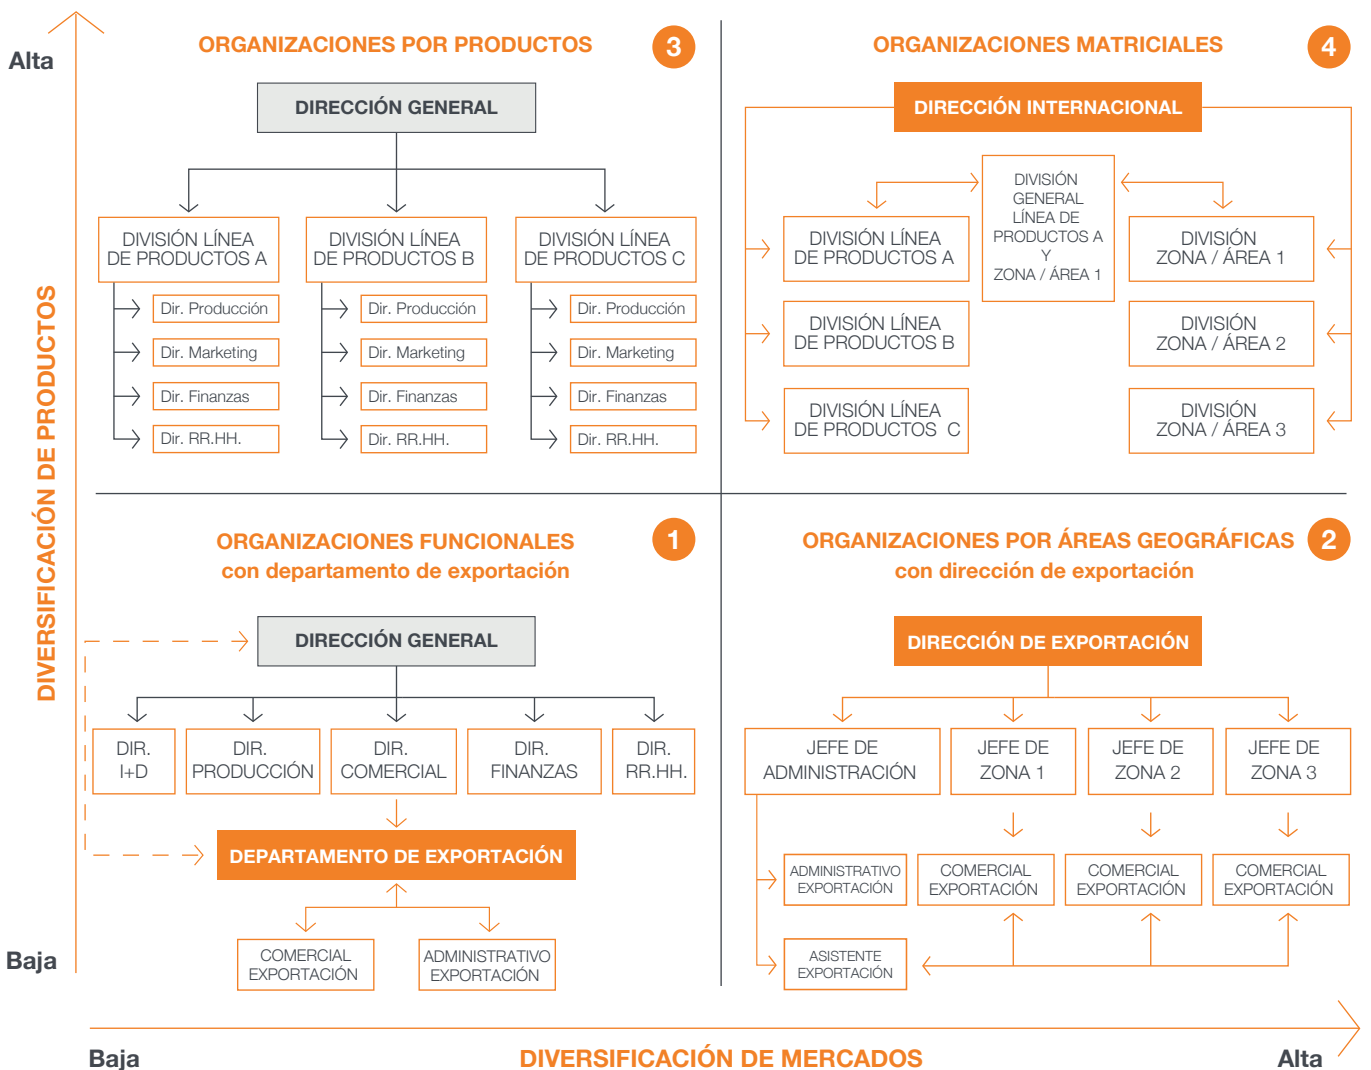 Alta
DIVERSIFICACIÓN DE PRODUCTOS
Baja
ORGANIZACIONES POR PRODUCTOS
3
DIRECCIÓN GENERAL
DIVISIÓN LÍNEA
DE PRODUCTOS A
Dir. Producción
Dir. Marketing
Dir. Finanzas
Dir. RR.HH.
DIVISIÓN LÍNEA
DE PRODUCTOS B
Dir. Producción
Dir. Marketing
Dir. Finanzas
Dir. RR.HH.
DIVISIÓN LÍNEA
DE PRODUCTOS C
Dir. Producción
Dir. Marketing
Dir. Finanzas
Dir. RR.HH.
ORGANIZACIONES MATRICIALES
4
DIRECCIÓN INTERNACIONAL
DIVISIÓN
GENERAL
LÍNEA DE
PRODUCTOS A
Y
ZONA / ÁREA 1
DIVISIÓN LÍNEA
DE PRODUCTOS A
DIVISIÓN LÍNEA
DE PRODUCTOS B
DIVISIÓN LÍNEA
DE PRODUCTOS C
DIVISIÓN
ZONA / ÁREA 1
DIVISIÓN
ZONA / ÁREA 2
DIVISIÓN
ZONA / ÁREA 3
ORGANIZACIONES FUNCIONALES
con departamento de exportación
1
DIRECCIÓN GENERAL
DIR.
I+D
DIR.
PRODUCCIÓN
DIR.
COMERCIAL
DIR.
FINANZAS
DIR.
RR.HH.
DEPARTAMENTO DE EXPORTACIÓN
COMERCIAL
EXPORTACIÓN
ADMINISTRATIVO
EXPORTACIÓN
ORGANIZACIONES POR ÁREAS GEOGRÁFICAS
con dirección de exportación
2
DIRECCIÓN DE EXPORTACIÓN
JEFE DE
ADMINISTRACIÓN
JEFE DE
ZONA 1
JEFE DE
ZONA 2
JEFE DE
ZONA 3
ADMINISTRATIVO
EXPORTACIÓN
COMERCIAL
EXPORTACIÓN
COMERCIAL
EXPORTACIÓN
COMERCIAL
EXPORTACIÓN
ASISTENTE
EXPORTACIÓN
Baja
DIVERSIFICACIÓN DE MERCADOS
Alta